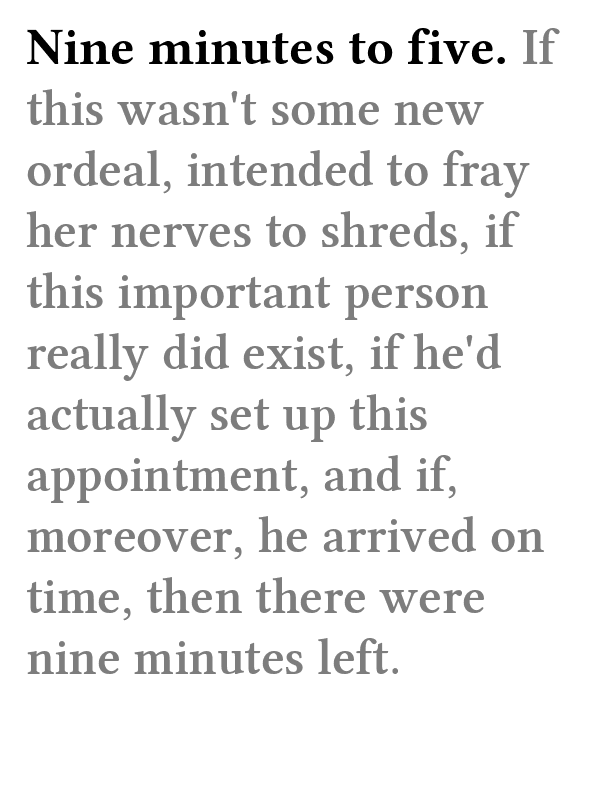 Nine minutes to five. If
this wasn't some new
ordeal, intended to fray
her nerves to shreds, if
this important person
really did exist, if he'd
actually set up this
appointment, and if,
moreover, he arrived on
time, then there were
nine minutes left.